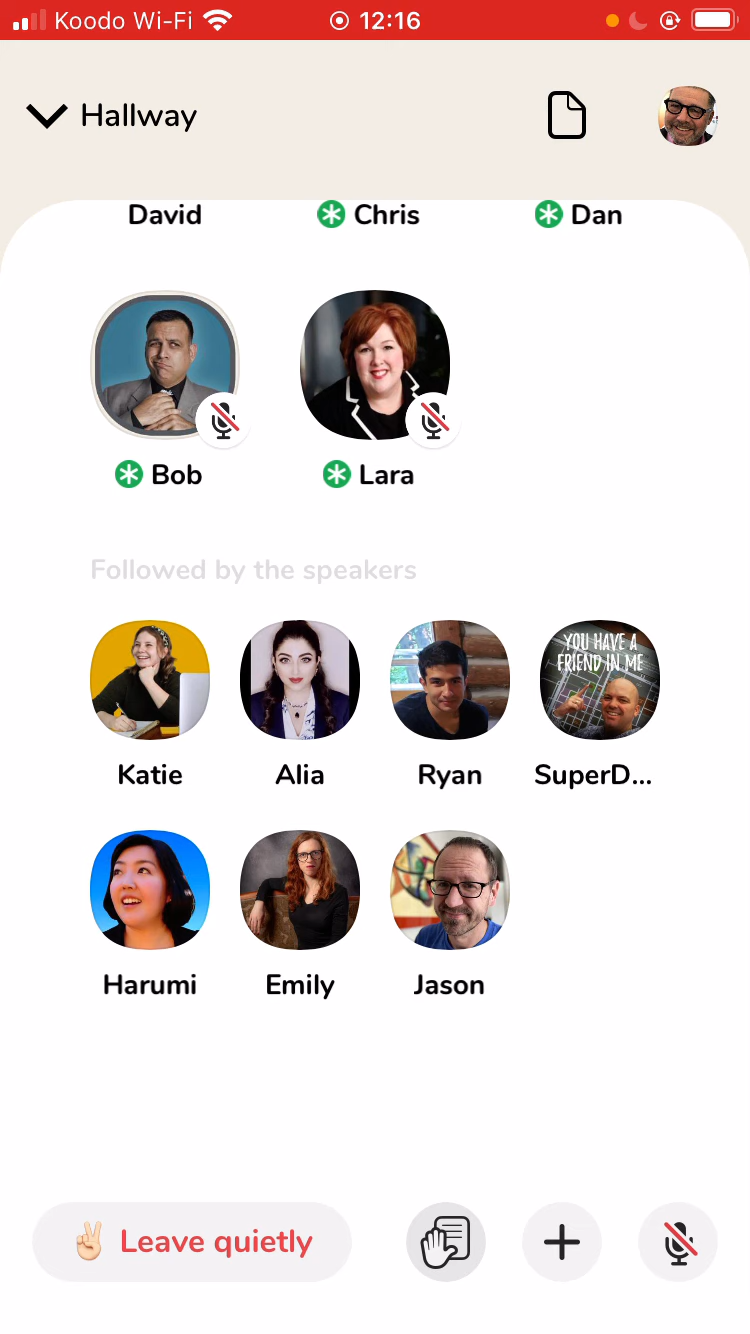 Koodo Wi-Fi 12:16
Hallway
David Chris Dan
Bob Lara
Followed by the speakers
YOU HAVE A
FRIEND IN ME
Katie Alia Ryan SuperD...
Harumi Emily Jason
Leave quietly